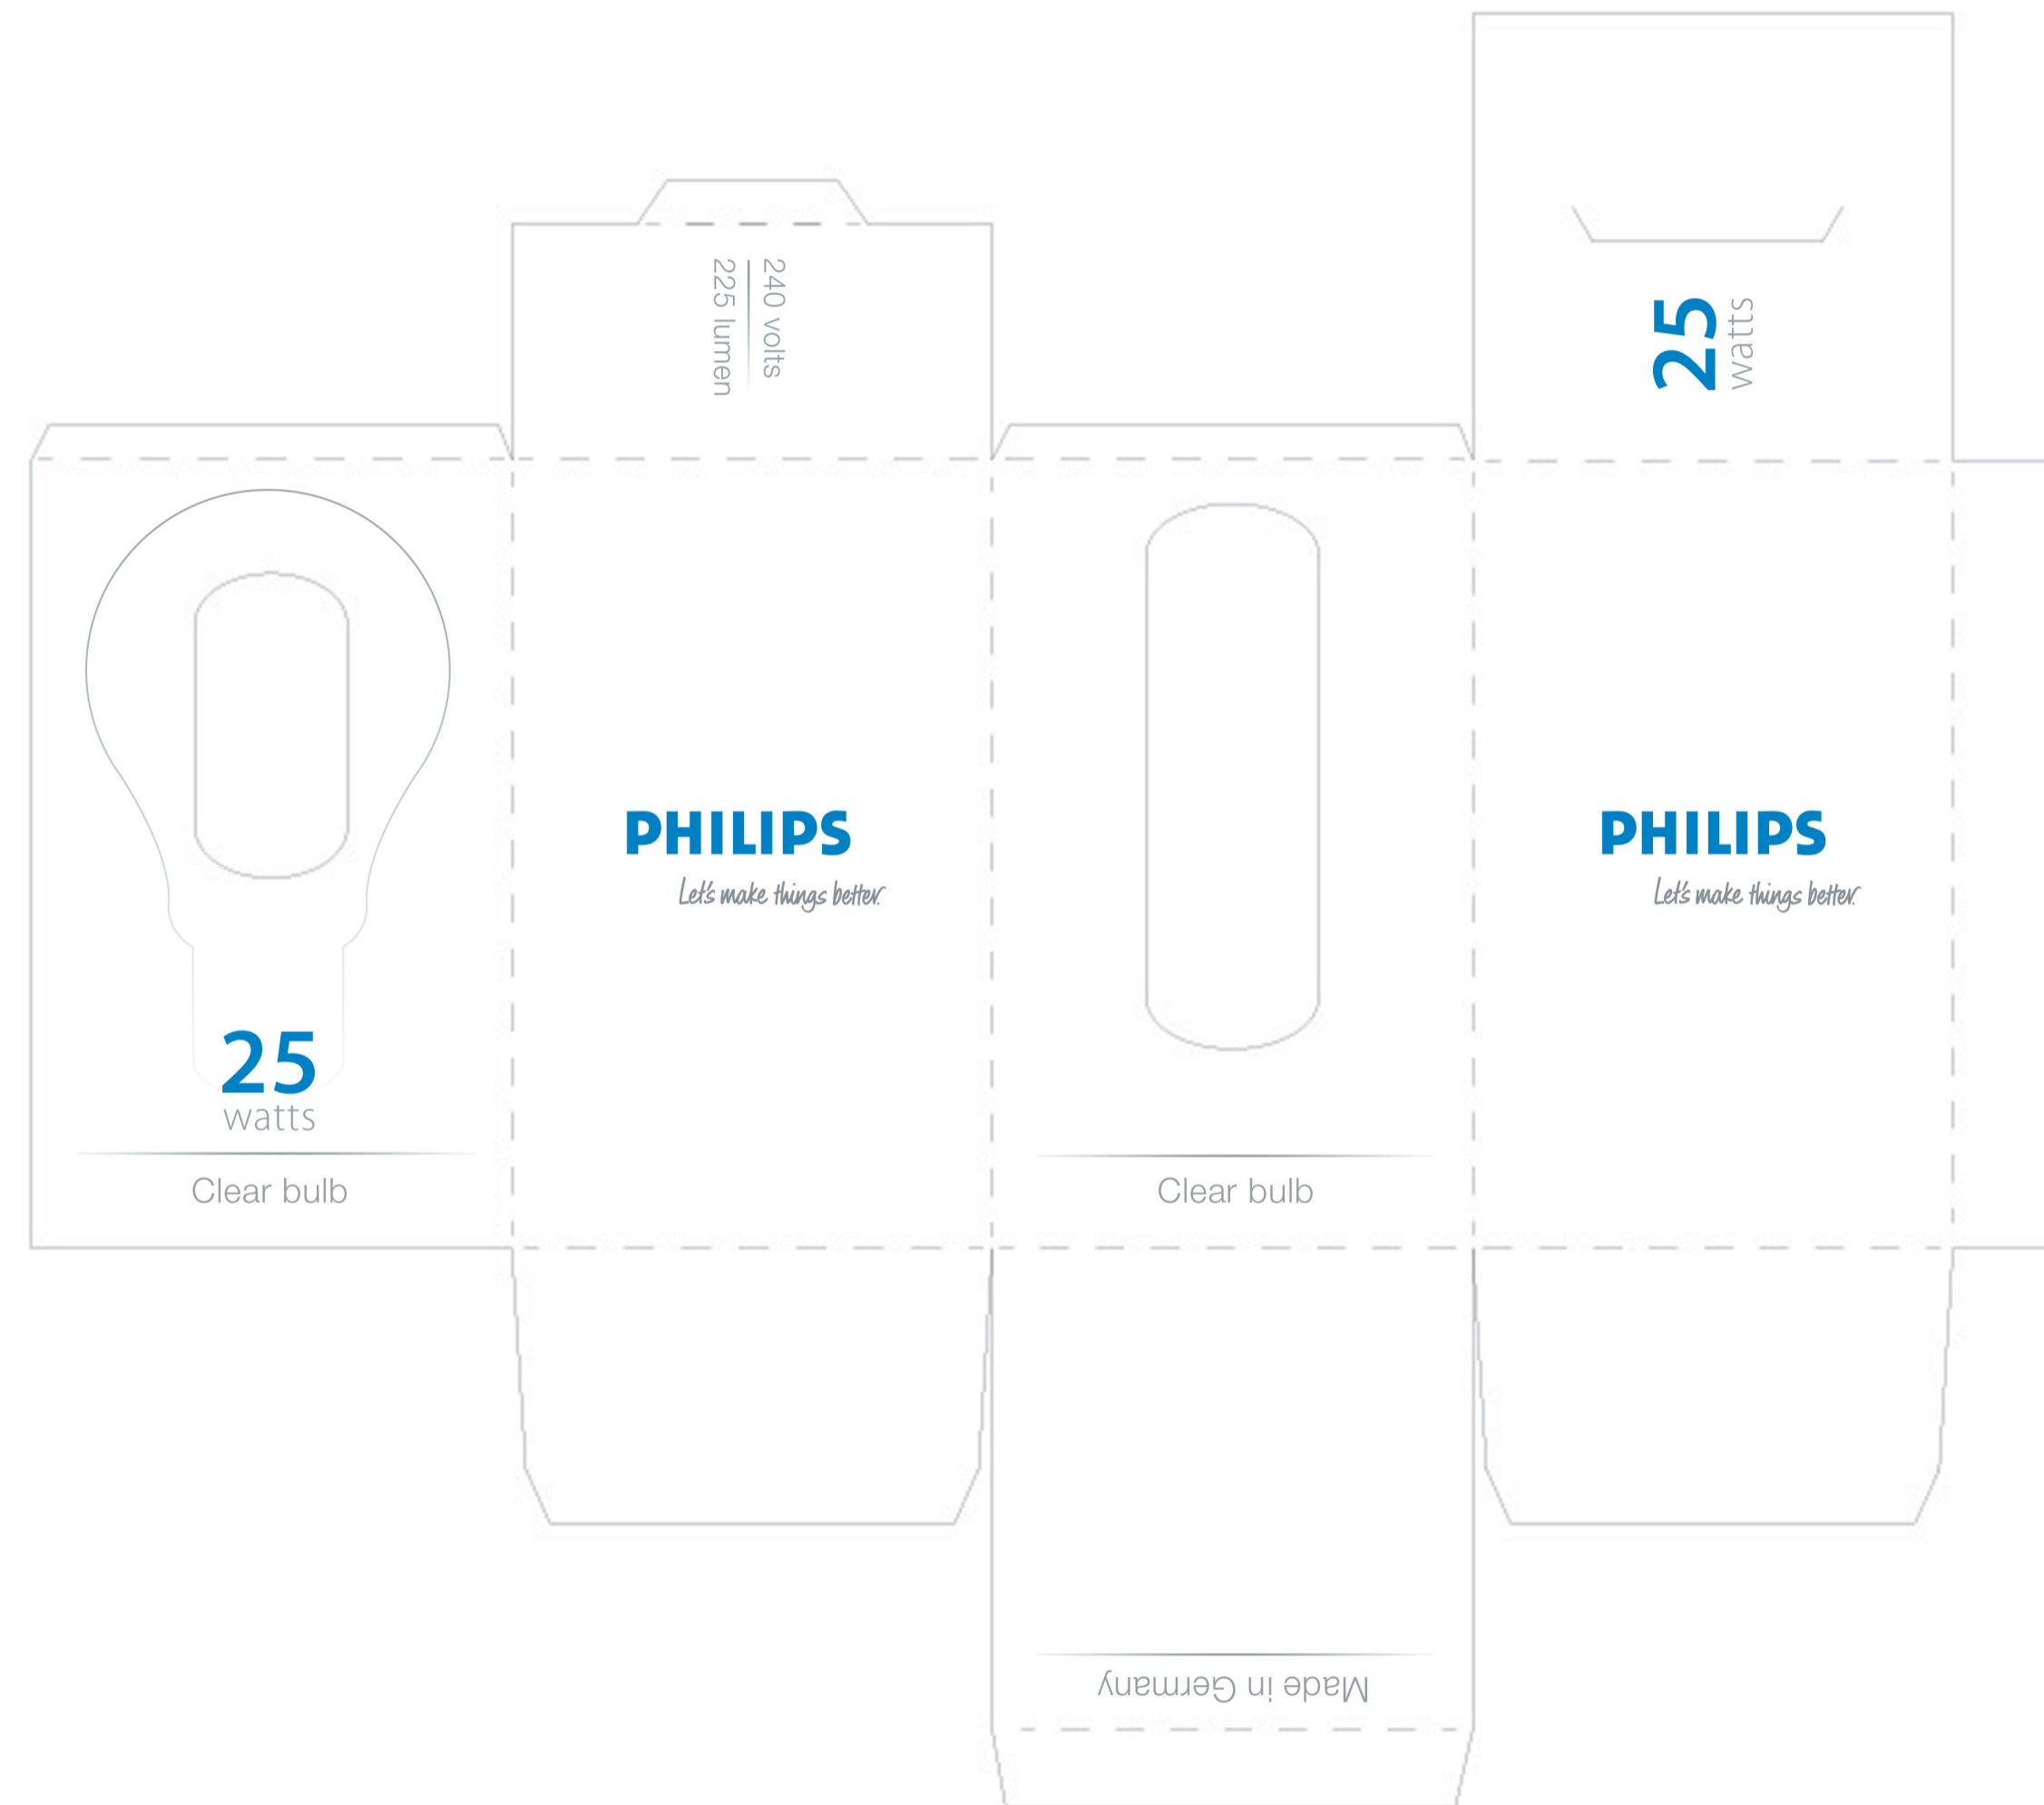 240 volts
225 lumen
25
watts
PHILIPS
Let's make things better.
PHILIPS
Let's make things better.
25
watts
Clear bulb
Clear bulb
Made in Germany